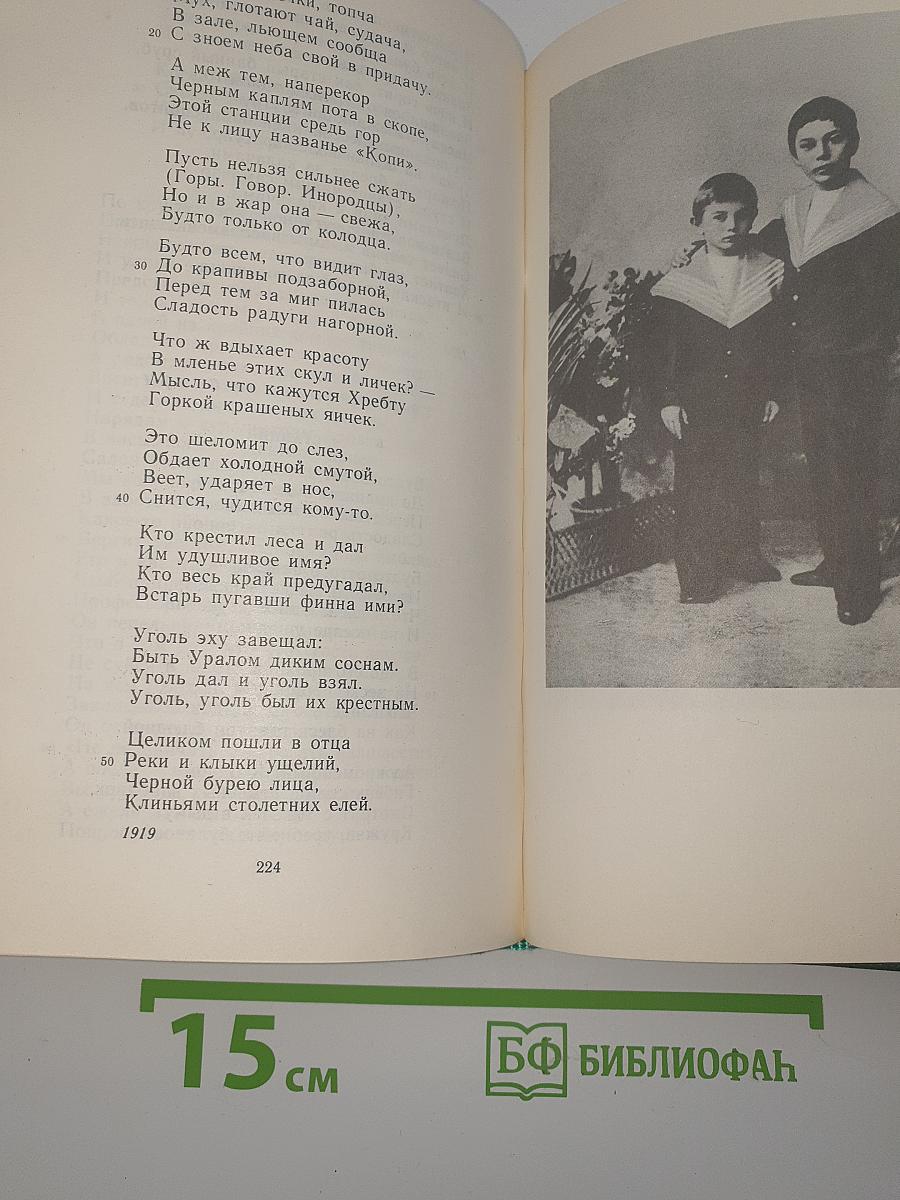 топча
Мух, глотают чай, судача,
В зале, льющем сообща
20 С зноем неба свой в придачу.
А меж тем, наперекор
Черным каплям пота в скопе,
Этой станции средь гор
Не к лицу названье «Копи».
Пусть нельзя сильнее сжать
(Горы. Говор. Инородцы),
Но и в жар она — свежа,
Будто только от колодца.
Будто всем, что видит глаз,
30 До крапивы подзаборной,
Перед тем за миг пилась
Сладость радуги нагорной.
Что ж вдыхает красоту
В мленье этих скул и личек? —
Мысль, что кажутся Хребту
Горкой крашеных яичек.
Это шеломит до слез,
Обдает холодной смутой,
Веет, ударяет в нос,
40 Снится, чудится кому-то.
Кто крестил леса и дал
Им удушливое имя?
Кто весь край предугадал,
Встарь пугавши финна ими?
Уголь эху завещал:
Быть Уралом диким соснам.
Уголь дал и уголь взял.
Уголь, уголь был их крестным.
Целиком пошли в отца
50 Реки и клыки ущелий,
Черной бурею лица,
Клиньями столетних елей.
1919
224
15 см
БФ БИБЛИОФАН